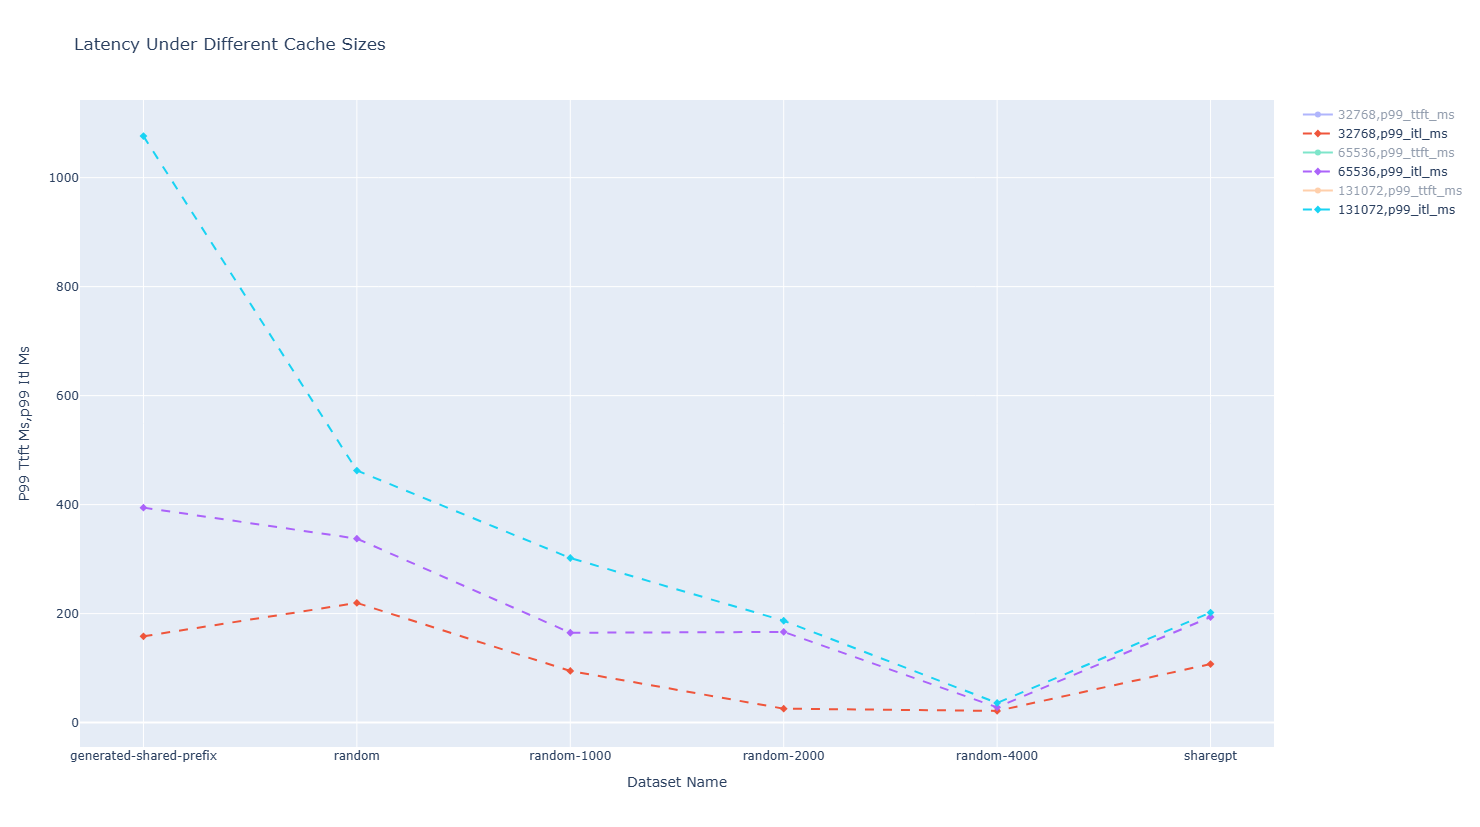 Latency Under Different Cache Sizes
32768,p99_ttft_ms
32768,p99_itl_ms
65536,p99_ttft_ms
65536,p99_itl_ms
131072,p99_ttft_ms
131072,p99_itl_ms
P99 Ttft Ms,p99 Itl Ms
1000
800
600
400
200
0
generated-shared-prefix random random-1000 random-2000 random-4000 sharegpt
Dataset Name